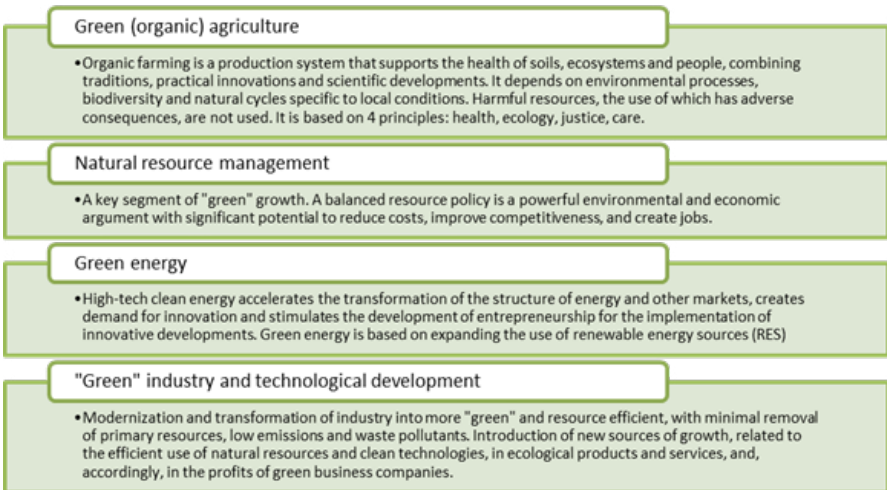 Green (organic) agriculture
•Organic farming is a production system that supports the health of soils, ecosystems and people, combining
traditions, practical innovations and scientific developments. It depends on environmental processes,
biodiversity and natural cycles specific to local conditions. Harmful resources, the use of which has adverse
consequences, are not used. It is based on 4 principles: health, ecology, justice, care.
Natural resource management
•A key segment of "green" growth. A balanced resource policy is a powerful environmental and economic
argument with significant potential to reduce costs, improve competitiveness, and create jobs.
Green energy
•High-tech clean energy accelerates the transformation of the structure of energy and other markets, creates
demand for innovation and stimulates the development of entrepreneurship for the implementation of
innovative developments. Green energy is based on expanding the use of renewable energy sources (RES)
"Green" industry and technological development
•Modernization and transformation of industry into more "green" and resource efficient, with minimal removal
of primary resources, low emissions and waste pollutants. Introduction of new sources of growth, related to
the efficient use of natural resources and clean technologies, in ecological products and services, and,
accordingly, in the profits of green business companies.